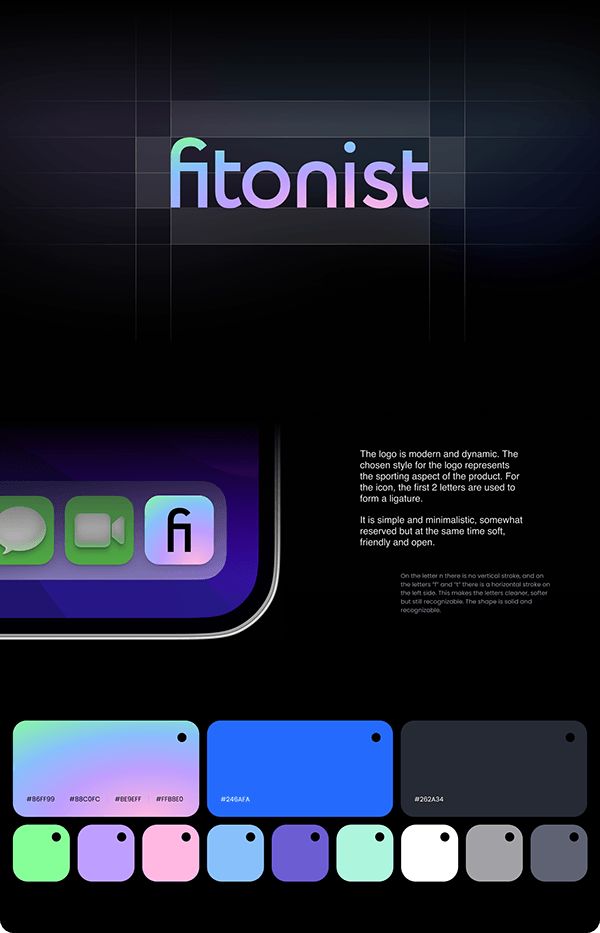 fitonist
The logo is modern and dynamic. The
chosen style for the logo represents
the sporting aspect of the product. For
the icon, the first 2 letters are used to
form a ligature.
It is simple and minimalistic, somewhat
reserved but at the same time soft,
friendly and open.
fi
On the letter n there is no vertical stroke, and on
the letters "f" and "t" there is a horizontal stroke on
the left side. This makes the letters cleaner, softer
but still recognizable. The shape is solid and
recognizable.
#86FF99 #88C0FC #BE9EFF #FFB8E0
#246AFA
#262A34